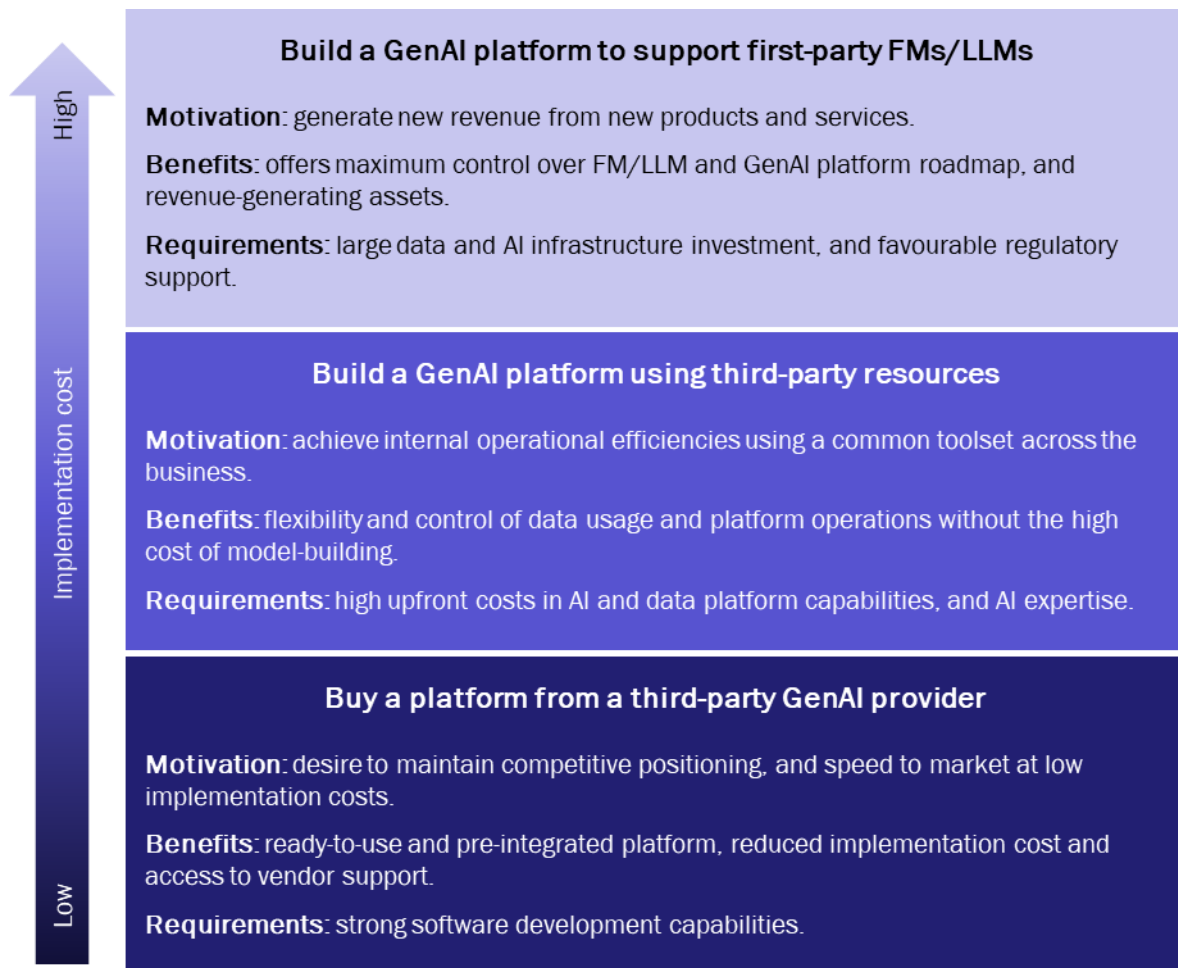 Build a GenAI platform to support first-party FMs/LLMs
Motivation: generate new revenue from new products and services.
Benefits: offers maximum control over FM/LLM and GenAI platform roadmap, and
revenue-generating assets.
Requirements: large data and AI infrastructure investment, and favourable regulatory
support.
High
Implementation cost
Low
Build a GenAI platform using third-party resources
Motivation: achieve internal operational efficiencies using a common toolset across the
business.
Benefits: flexibility and control of data usage and platform operations without the high
cost of model-building.
Requirements: high upfront costs in AI and data platform capabilities, and AI expertise.
Buy a platform from a third-party GenAI provider
Motivation: desire to maintain competitive positioning, and speed to market at low
implementation costs.
Benefits: ready-to-use and pre-integrated platform, reduced implementation cost and
access to vendor support.
Requirements: strong software development capabilities.